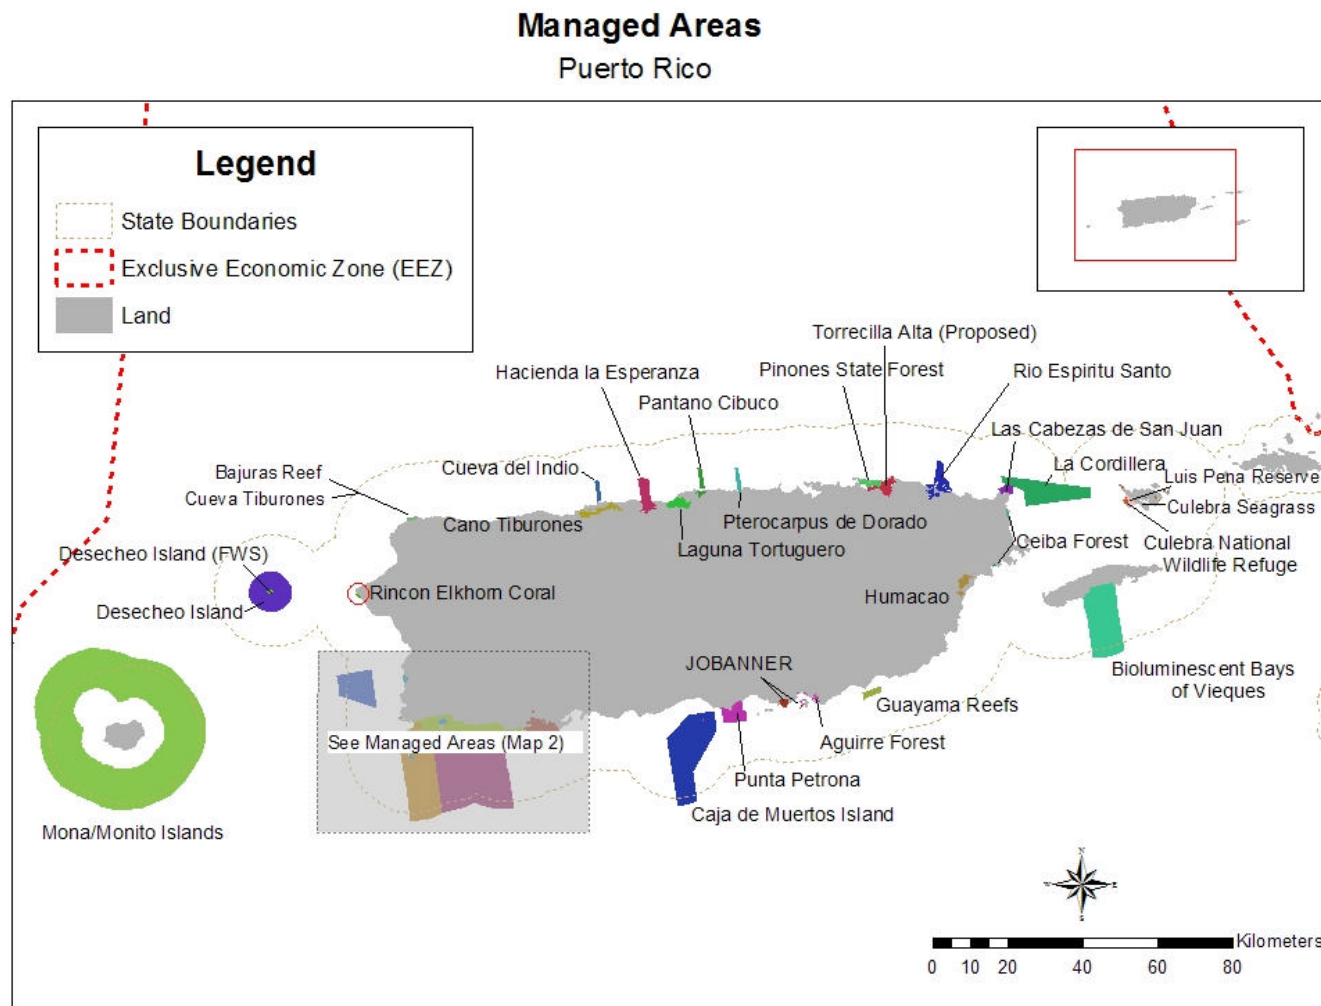 Managed Areas
Puerto Rico
Legend
State Boundaries
Exclusive Economic Zone (EEZ)
Land
Torrecilla Alta (Proposed)
Hacienda la Esperanza
Pinones State Forest
Rio Espiritu Santo
Pantano Cibuco
Las Cabezas de San Juan
Bajuras Reef
Cueva del Indio
La Cordillera
Luis Pena Reserve
Cueva Tiburones
Culebra Seagrass
Cano Tiburones
Pterocarpus de Dorado
Laguna Tortuguero
Ceiba Forest
Culebra National
Wildlife Refuge
Desecheo Island (FWS)
Rincon Elkhorn Coral
Humacao
Desecheo Island
JOBANNER
Bioluminescent Bays
of Vieques
Guayama Reefs
See Managed Areas (Map 2)
Aguirre Forest
Punta Petrona
Caja de Muertos Island
Mona/Monito Islands
N
W
E
S
Kilometers
0 10 20 40 60 80